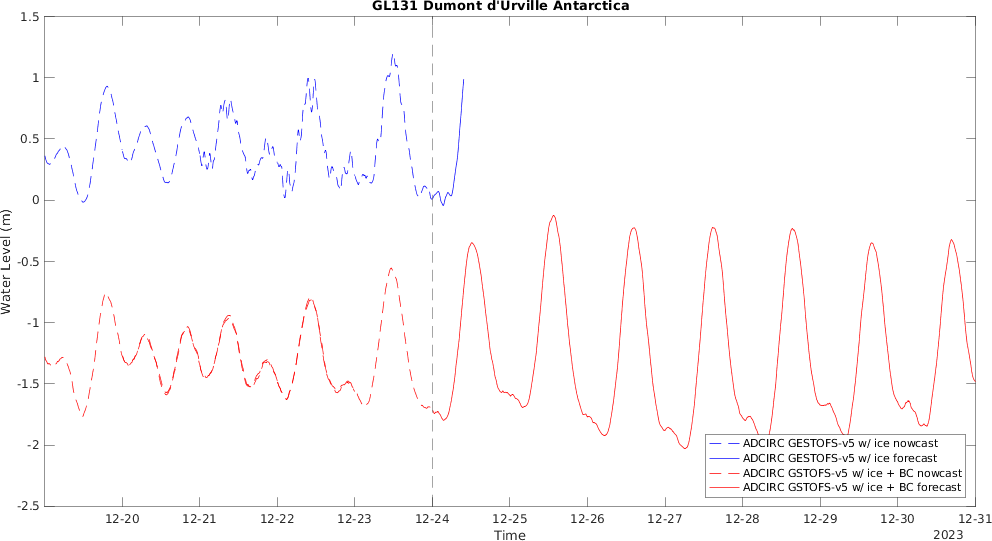 GL131 Dumont d'Urville Antarctica
1.5
1
0.5
0
-0.5
-1
-1.5
-2
-2.5
Water Level (m)
12-20 12-21 12-22 12-23 12-24 12-25 12-26 12-27 12-28 12-29 12-30 12-31
Time
2023
ADCIRC GESTOFS-v5 w/ ice nowcast
ADCIRC GESTOFS-v5 w/ ice forecast
ADCIRC GSTOFS-v5 w/ ice + BC nowcast
ADCIRC GSTOFS-v5 w/ ice + BC forecast